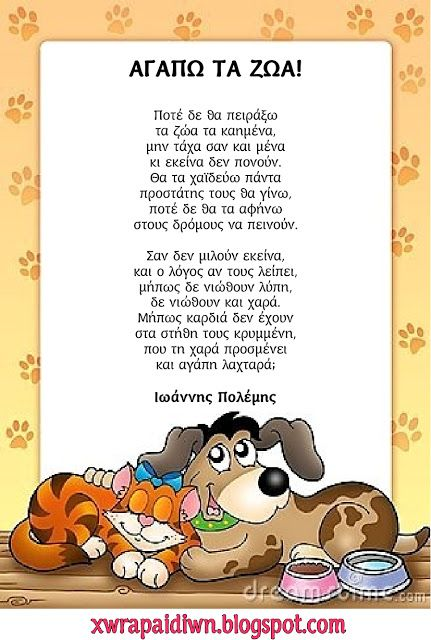 ΑΓΑΠΩ ΤΑ ΖΩΑ!
Ποτέ δε θα πειράξω
τα ζώα τα καημένα,
μην τάχα σαν και μένα
κι εκείνα δεν πονούν.
Θα τα χαϊδεύω πάντα
προστάτης τους θα γίνω,
ποτέ δε θα τα αφήνω
στους δρόμους να πεινούν.
Σαν δεν μιλούν εκείνα,
και ο λόγος αν τους λείπει,
μήπως δε νιώθουν λύπη,
δε νιώθουν και χαρά.
Μήπως καρδιά δεν έχουν
στα στήθη τους κρυμμένη,
που τη χαρά προσμένει
και αγάπη λαχταρά;
Ιωάννης Πολέμης
dreamstime.com
xwrapaidiwn.blogspot.com